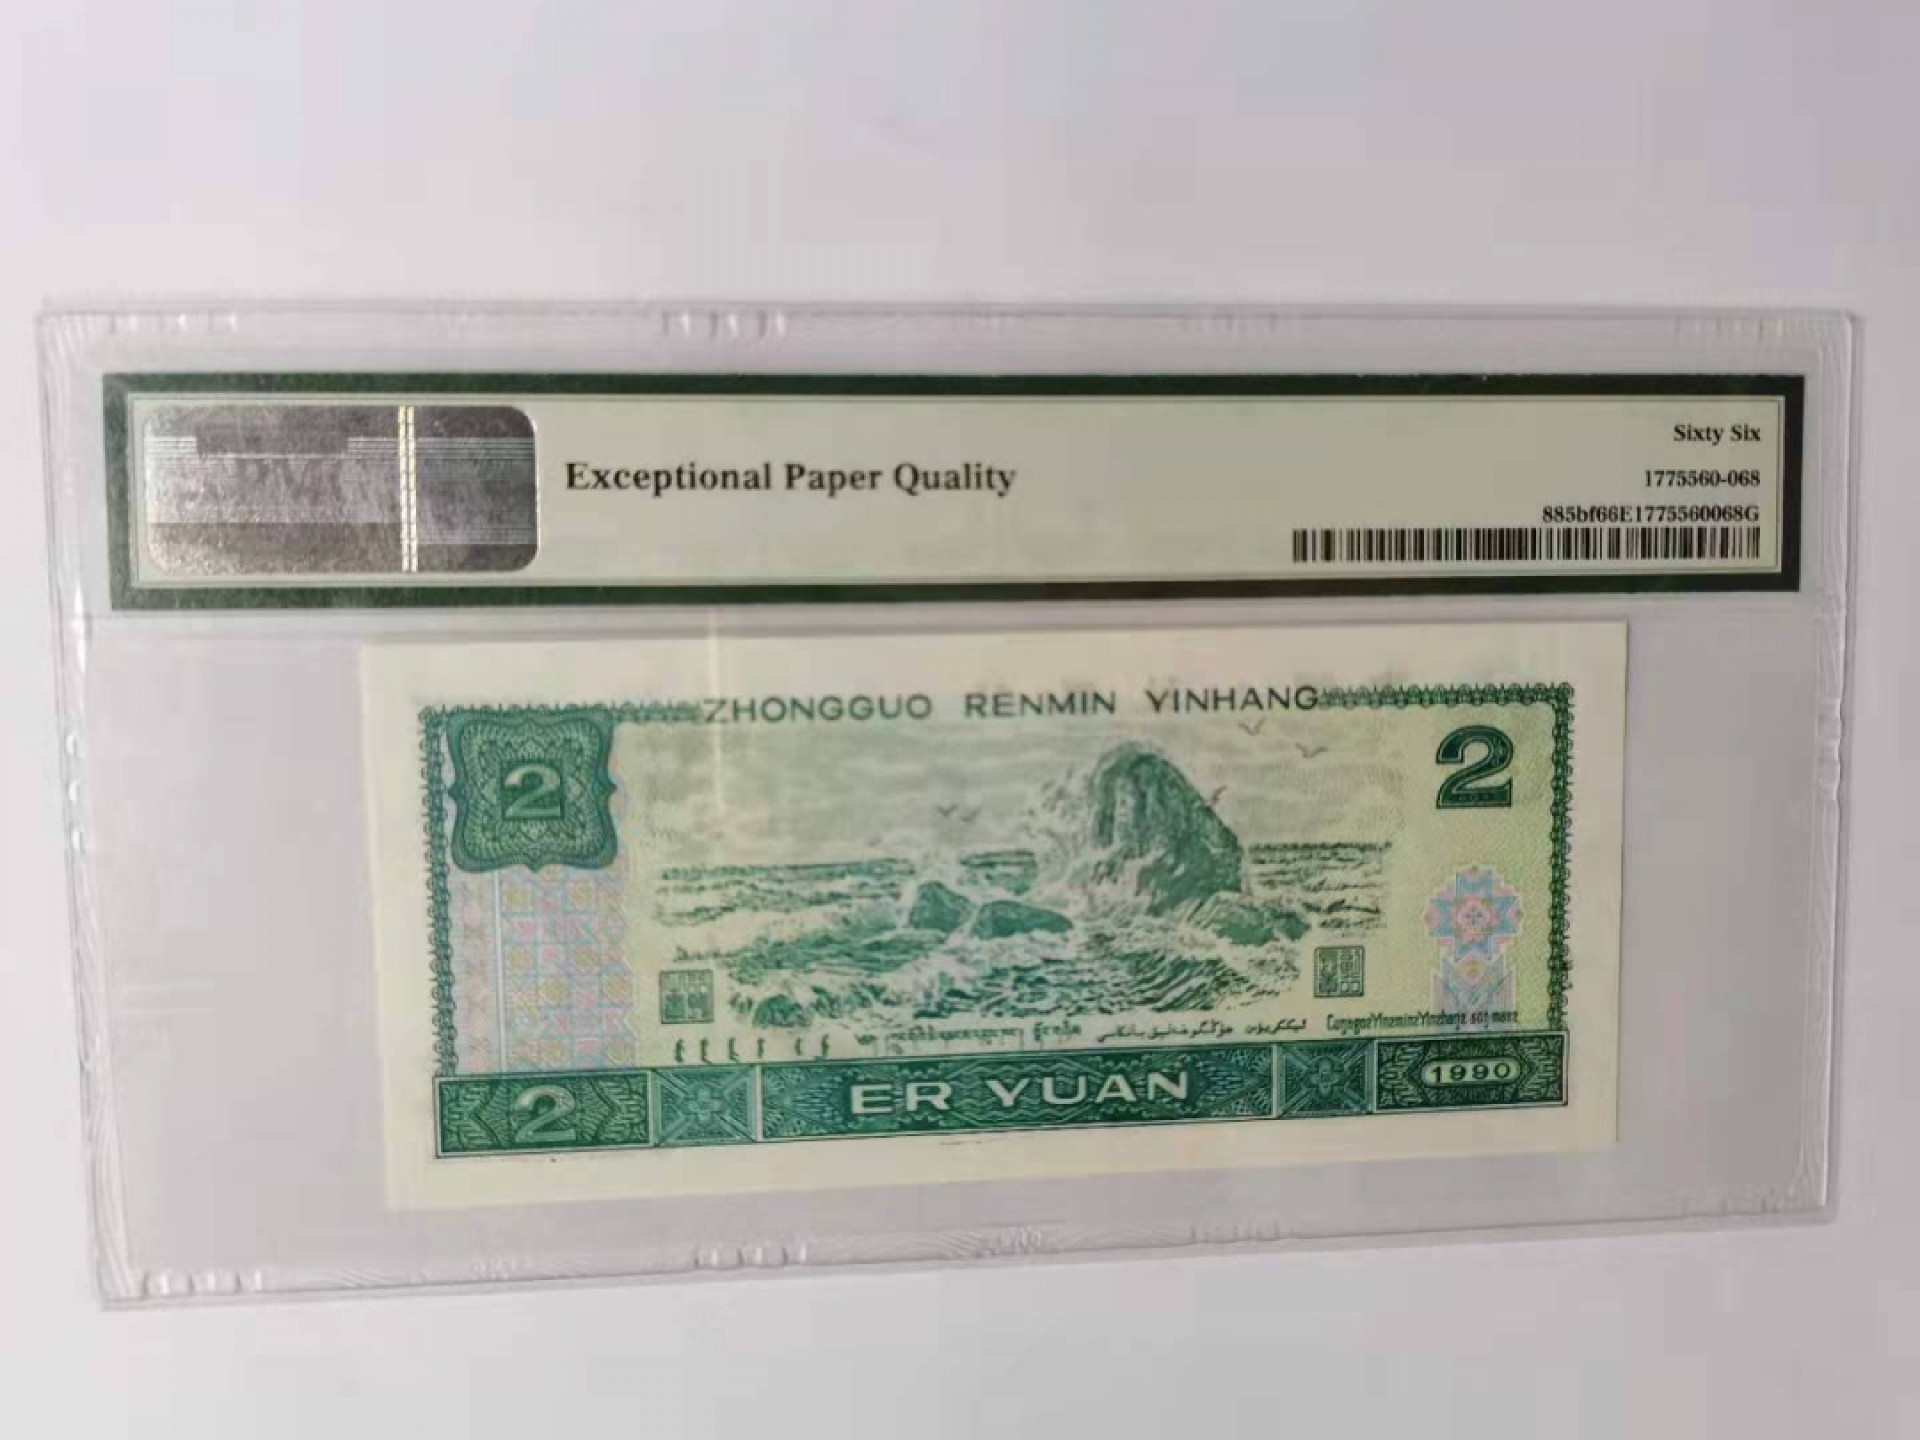 Sixty Six
Exceptional Paper Quality
1775560-068
885bf66E1775560068G
ZHONGGUO RENMIN YINHANG
2
2
2
ER YUAN
1990